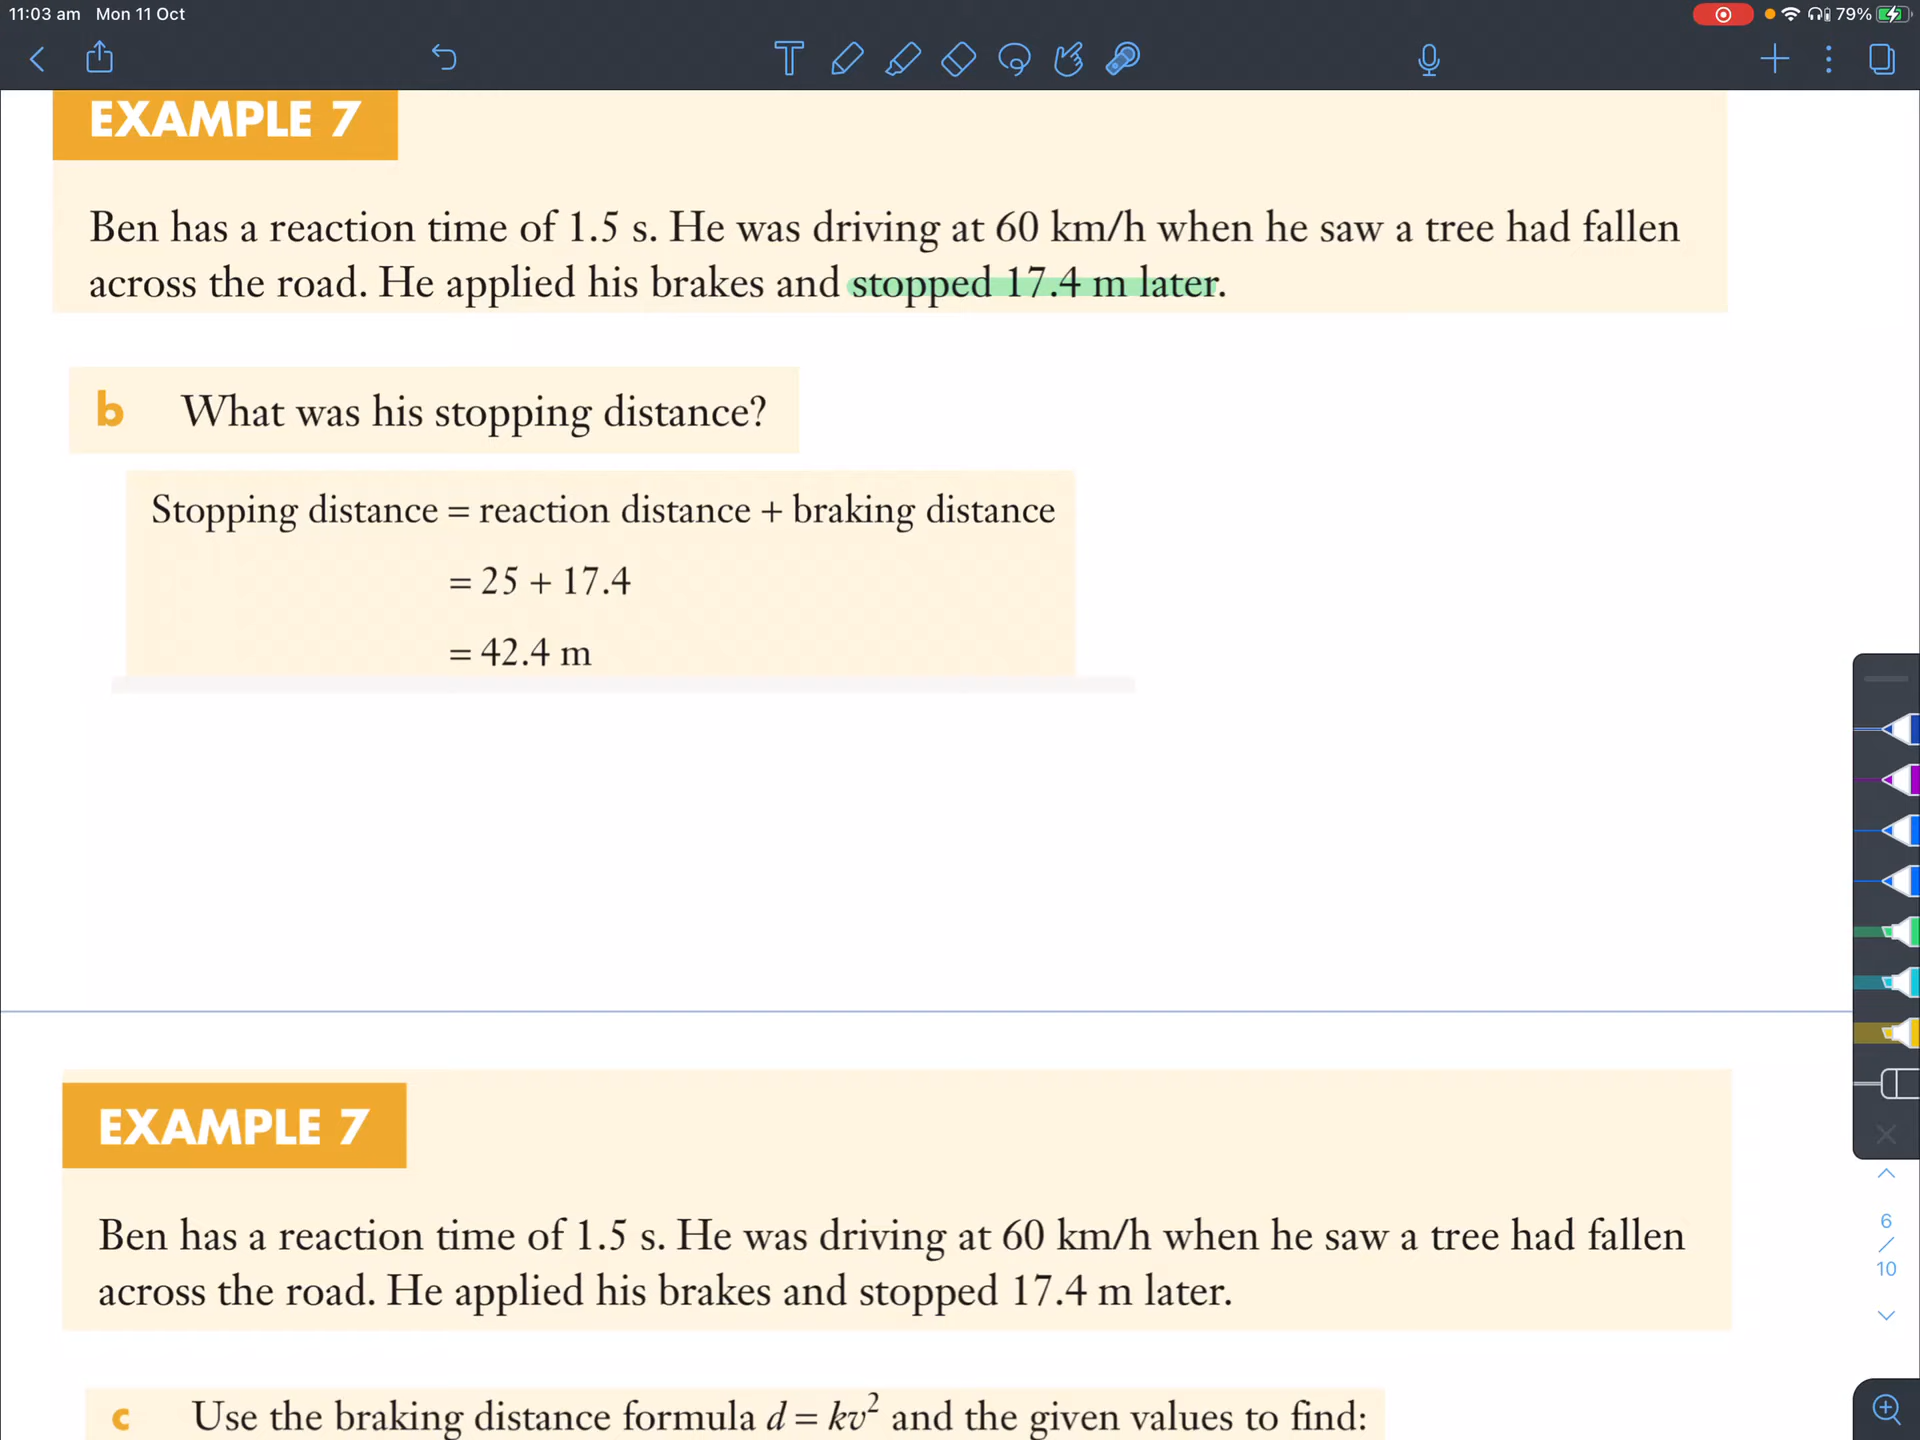 11:03 am Mon 11 Oct
79%
EXAMPLE 7
Ben has a reaction time of 1.5 s. He was driving at 60 km/h when he saw a tree had fallen
across the road. He applied his brakes and stopped 17.4 m later.
b What was his stopping distance?
Stopping distance = reaction distance + braking distance
= 25 + 17.4
= 42.4 m
EXAMPLE 7
Ben has a reaction time of 1.5 s. He was driving at 60 km/h when he saw a tree had fallen
across the road. He applied his brakes and stopped 17.4 m later.
6
/
10
c Use the braking distance formula d = kv² and the given values to find: